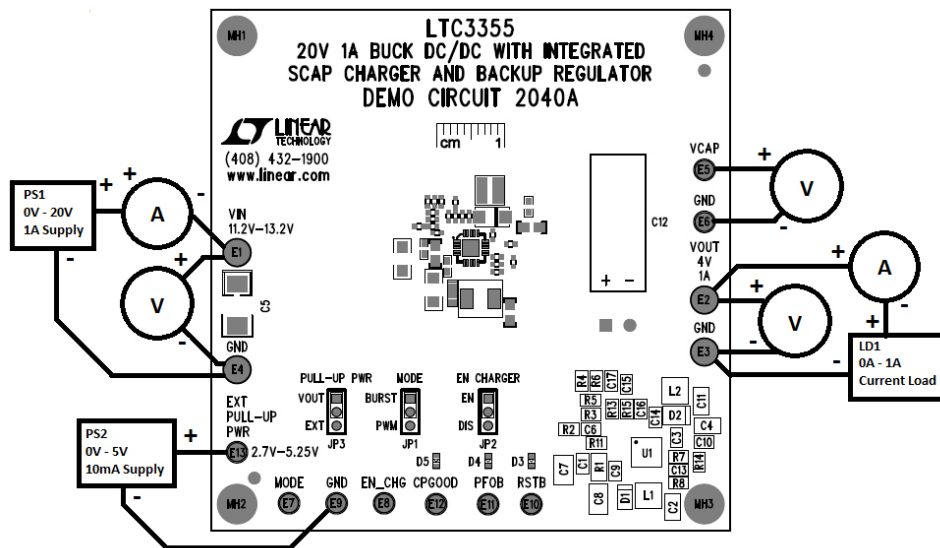 LTC3355
20V 1A BUCK DC/DC WITH INTEGRATED
SCAP CHARGER AND BACKUP REGULATOR
DEMO CIRCUIT 2040A
MH1
MH4
LINEAR
TECHNOLOGY
(408) 432-1900
www.linear.com
cm 1
PS1
0V - 20V
1A Supply
+
-
+
A
-
VIN
11.2V-13.2V
E1
+
V
-
C5
GND
E4
VCAP
E5
+
V
-
GND
E6
C12
+ -
VOUT
4V
1A
E2
+
A
+
V
-
GND
E3
+
-
LD1
0A - 1A
Current Load
EXT
PULL-UP
PWR
E13
2.7V-5.25V
PS2
0V - 5V
10mA Supply
+
-
PULL-UP PWR
VOUT
EXT
JP3
MODE
BURST
PWM
JP1
EN CHARGER
EN
DIS
JP2
D5
D4
D3
MH2
MODE
E7
GND
E9
EN_CHG
E8
CPGOOD
E12
PFOB
E11
RSTB
E10
R4
R6
C17
C15
L2
C11
R5
R3
R13
R15
C16
C14
D2
C4
R2
C6
R11
C3
C10
U1
C7
C1
R1
C9
R7
C13
R14
R8
C8
D1
L1
C2
MH3